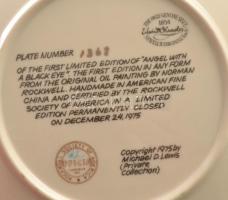 PLATE NUMBER
OF THE FIRST LIMITED EDITION OF "ANGEL WITH
A BLACK EYE". THE FIRST EDITION IN ANY FORM
FROM THE ORIGINAL OIL PAINTING BY NORMAN
ROCKWELL. HANDMADE IN AMERICAN FINE
CHINA AND CERTIFIED BY THE ROCKWELL
SOCIETY OF AMERICA IN A LIMITED
EDITION PERMANENTLY CLOSED
ON DECEMBER 24, 1975
Copyright 1975 by
Michael D. Lewis
(Private
Collection)